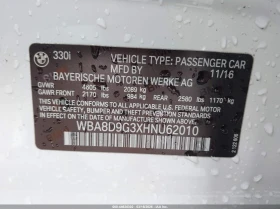 330i VEHICLE TYPE: PASSENGER CAR
BAYERISCHE MOTOREN WERKE AG 11/16
GVWR 4605 lbs 2089 kg
GAWR FRONT 2170 lbs 984 kg REAR 2580 lbs 1170 kg
THIS VEHICLE CONFORMS TO ALL APPLICABLE FEDERAL MOTOR
VEHICLE SAFETY, BUMPER, AND THEFT PREVENTION STANDARDS
IN EFFECT ON THE DATE OF MANUFACTURE SHOWN ABOVE.
WBA8D9G3XHNU62010